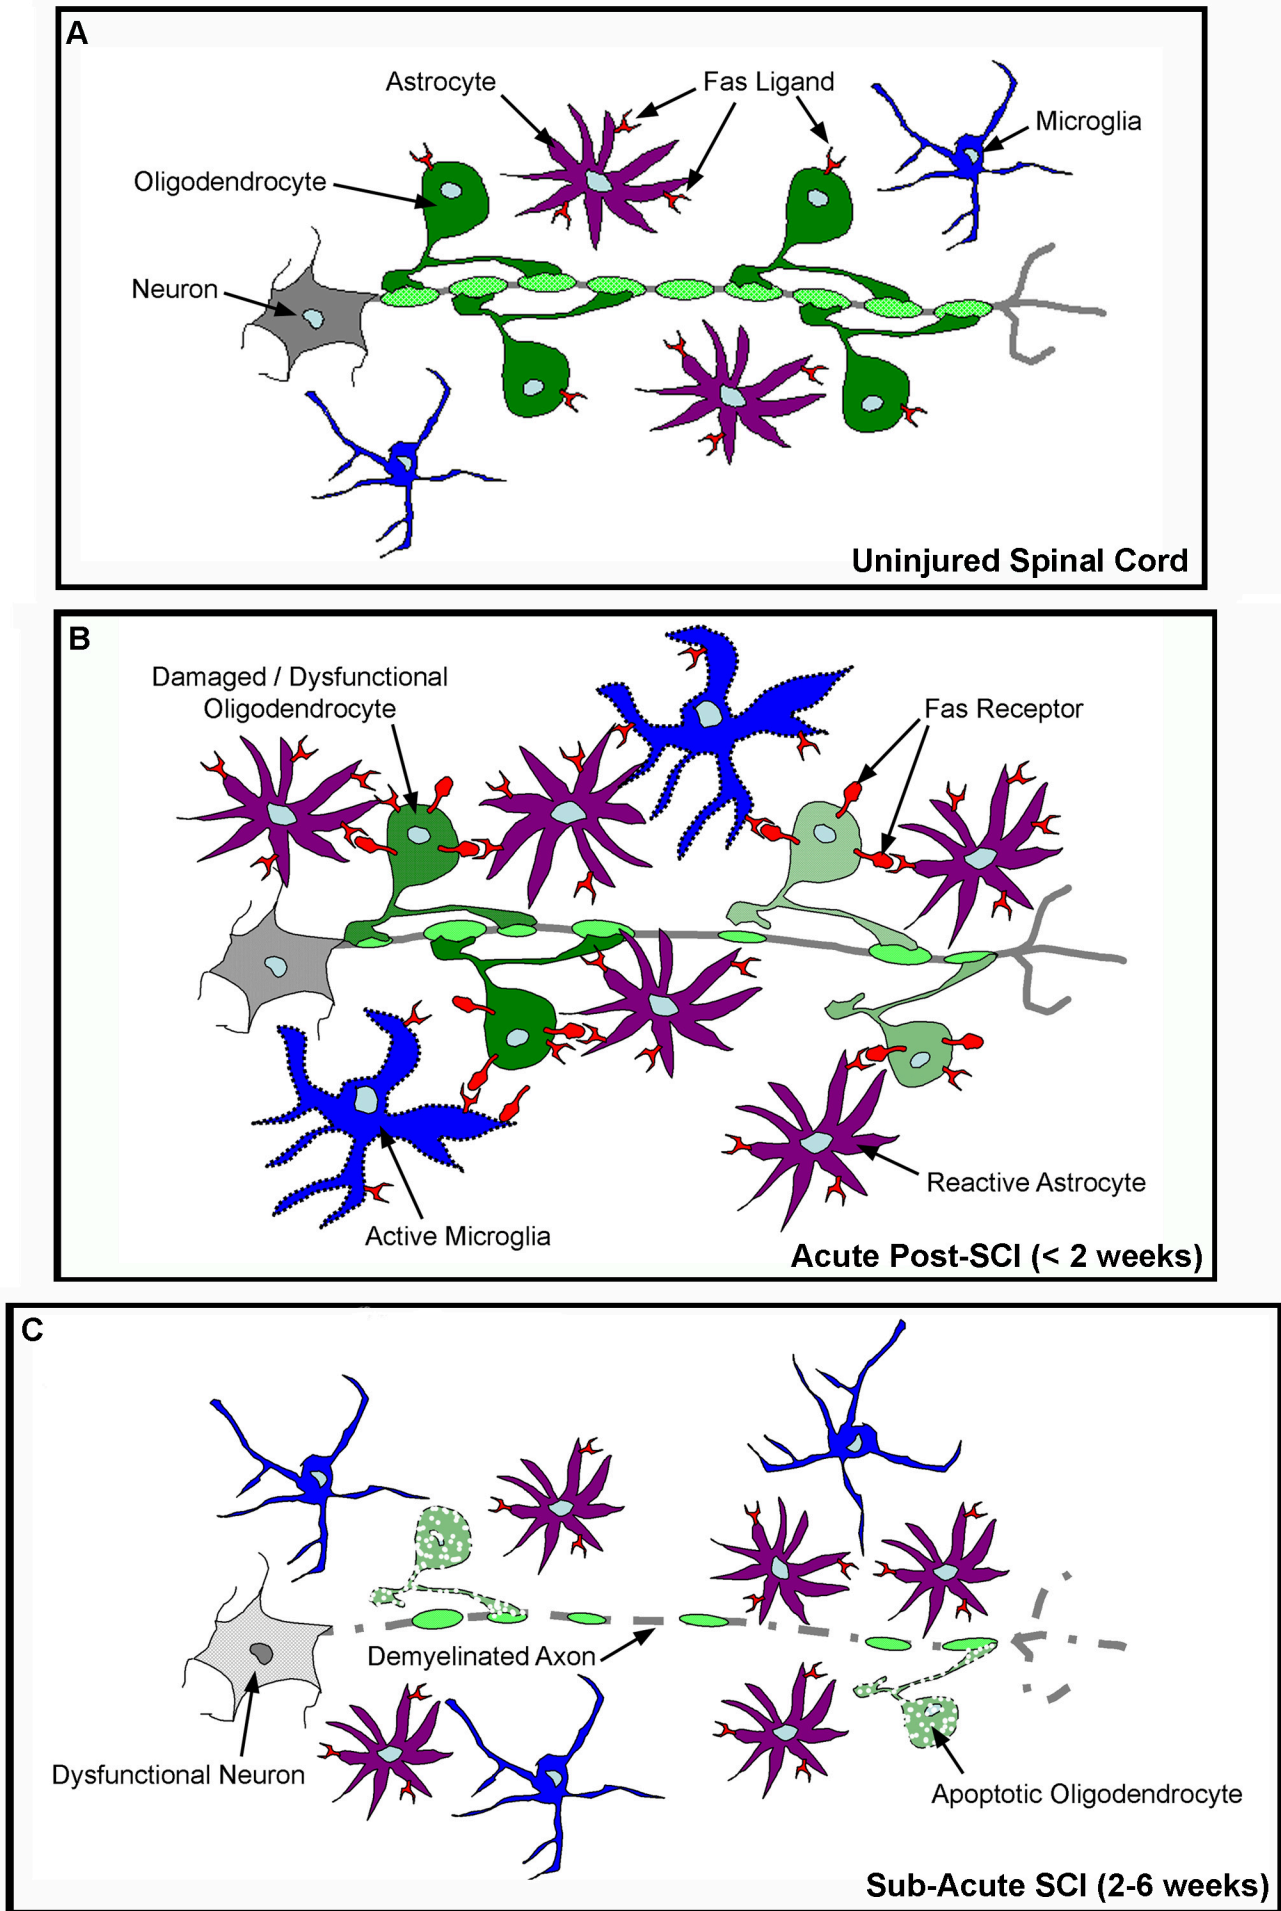 A
Astrocyte
Fas Ligand
Microglia
Oligodendrocyte
Neuron
Uninjured Spinal Cord
B
Damaged / Dysfunctional
Oligodendrocyte
Fas Receptor
Reactive Astrocyte
Active Microglia
Acute Post-SCI (< 2 weeks)
C
Demyelinated Axon
Dysfunctional Neuron
Apoptotic Oligodendrocyte
Sub-Acute SCI (2-6 weeks)